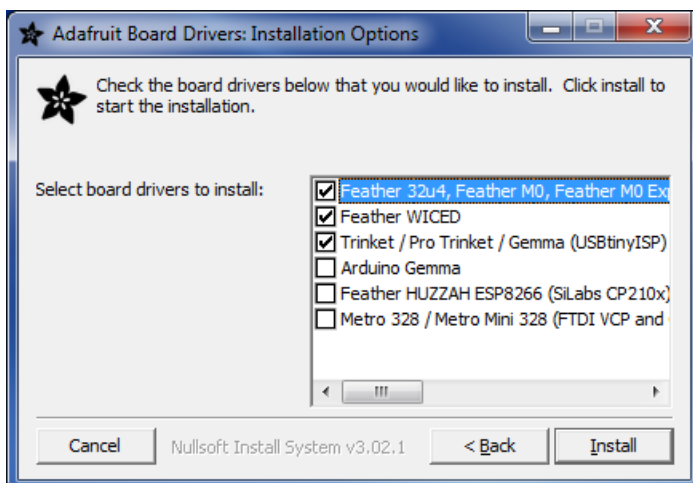 Adafruit Board Drivers: Installation Options
Check the board drivers below that you would like to install. Click install to
start the installation.
Select board drivers to install:
Feather 32u4, Feather M0, Feather M0
Feather WICED
Trinket / Pro Trinket / Gemma (USBtinyISP)
Arduino Gemma
Feather HUZZAH ESP8266 (SiLabs CP210x)
Metro 328 / Metro Mini 328 (FTDI VCP and
Cancel
Nullsoft Install System v3.02.1
< Back
Install